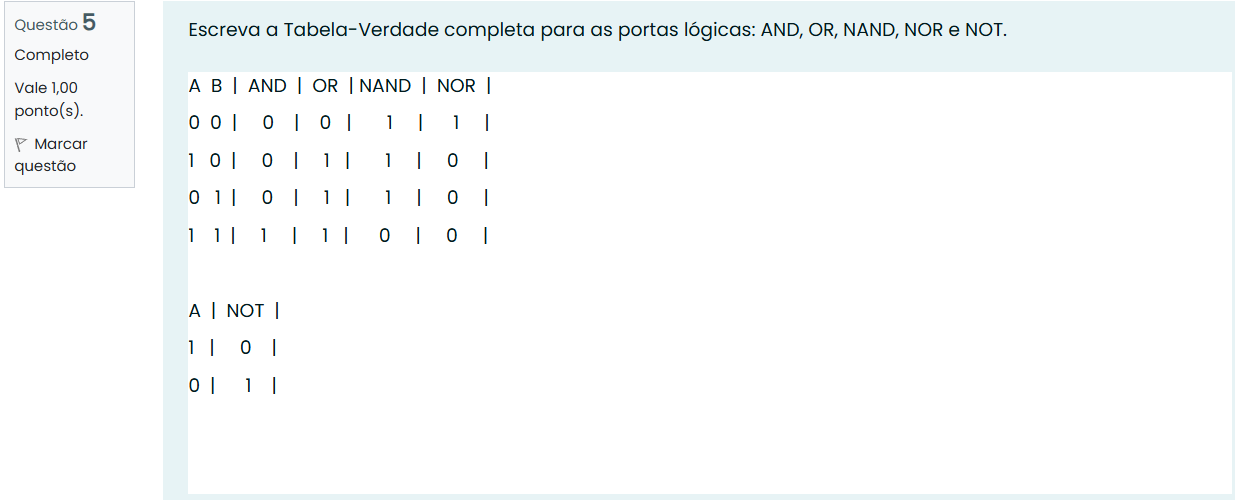 Questão 5
Completo
Vale 1,00
ponto(s).
Marcar
questão
Escreva a Tabela-Verdade completa para as portas lógicas: AND, OR, NAND, NOR e NOT.
A B | AND | OR | NAND | NOR |
0 0 | 0 | 0 | 1 | 1 |
1 0 | 0 | 1 | 1 | 0 |
0 1 | 0 | 1 | 1 | 0 |
1 1 | 1 | 1 | 0 | 0 |
A | NOT |
1 | 0 |
0 | 1 |